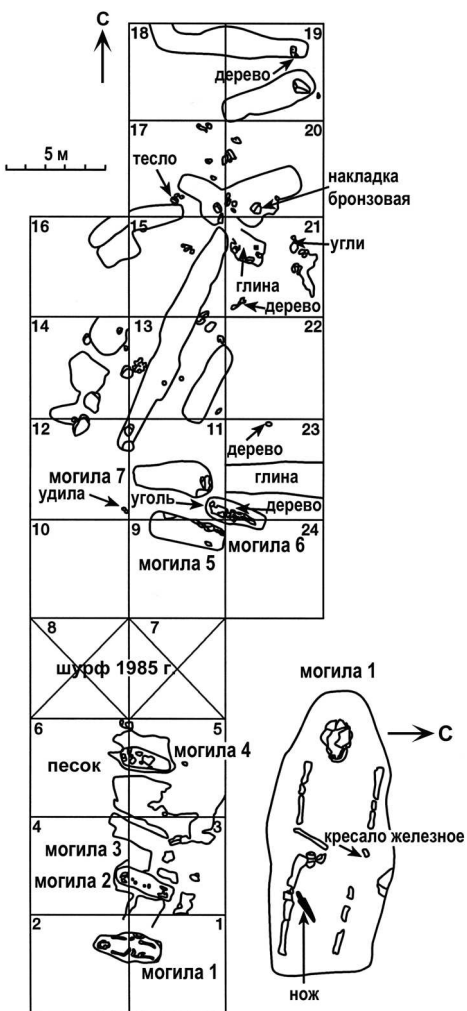 С
18
19
дерево
17
20
5 м
тесло
накладка
бронзовая
16
15
21
угли
глина
дерево
14
13
22
12
11
23
дерево
могила 7
глина
удила
уголь
дерево
10
9
24
могила 6
могила 5
8
7
шурф 1985 г.
могила 1
6
5
С
могила 4
песок
4
3
кресало железное
могила 3
могила 2
2
1
могила 1
нож